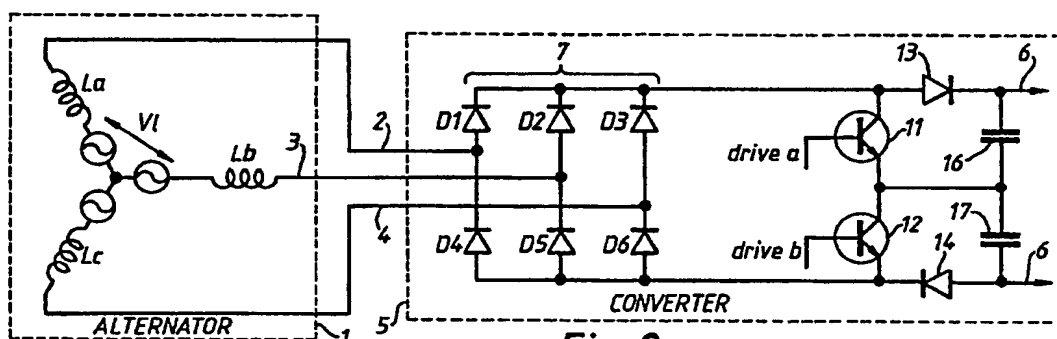 La
Vl
Lb
Lc
ALTERNATOR
1
2
3
4
5
7
D1
D2
D3
D4
D5
D6
drive a
drive b
11
12
13
14
16
17
6
6
CONVERTER